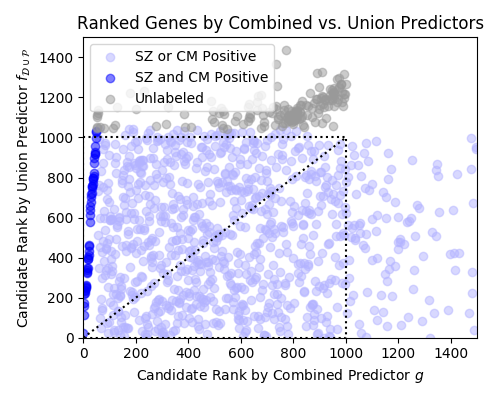 Ranked Genes by Combined vs. Union Predictors
SZ or CM Positive
SZ and CM Positive
Unlabeled
Candidate Rank by Union Predictor f_{𝒟∪𝒫}
1400
1200
1000
800
600
400
200
0
0 200 400 600 800 1000 1200 1400
Candidate Rank by Combined Predictor g